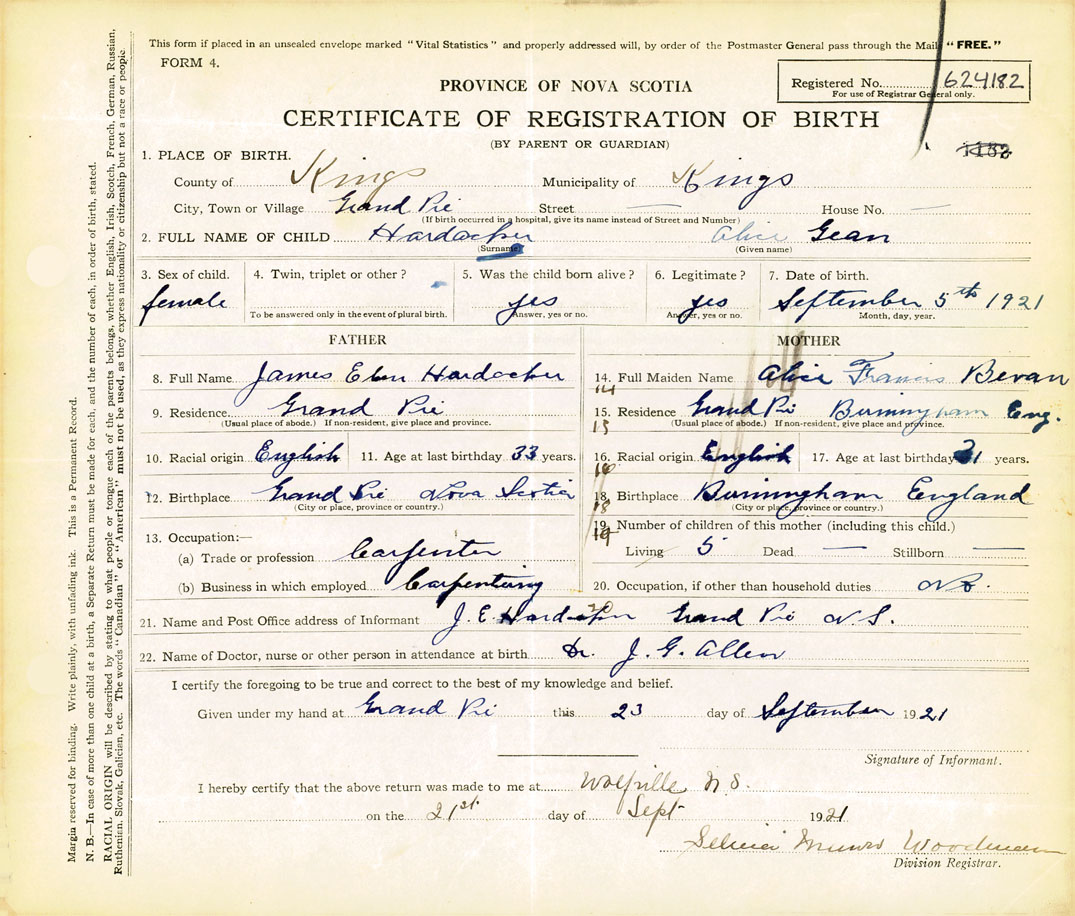 This form if placed in an unsealed envelope marked "Vital Statistics" and properly addressed will, by order of the Postmaster General pass through the Mail "FREE."
FORM 4.
Registered No. 624182
For use of Registrar General only.
PROVINCE OF NOVA SCOTIA
CERTIFICATE OF REGISTRATION OF BIRTH
(BY PARENT OR GUARDIAN)
1. PLACE OF BIRTH.
County of Kings Municipality of Kings
City, Town or Village Grand Pré Street — House No. —
(If birth occurred in a hospital, give its name instead of Street and Number)
2. FULL NAME OF CHILD Hardacker Alice Gean
(Surname) (Given name)
3. Sex of child. 4. Twin, triplet or other? 5. Was the child born alive? 6. Legitimate? 7. Date of birth.
female yes yes September 5th 1921
To be answered only in the event of plural birth. Answer, yes or no. Answer, yes or no. Month, day, year.
FATHER MOTHER
8. Full Name James Eben Hardacker 14. Full Maiden Name Alice Francis Bevan
14
9. Residence Grand Pré 15. Residence Grand Pré Birmingham Eng.
(Usual place of abode.) If non-resident, give place and province. 15 (Usual place of abode.) If non-resident, give place and province.
10. Racial origin English 11. Age at last birthday 33 years. 16. Racial origin English 17. Age at last birthday 31 years.
16
12. Birthplace Grand Pré Nova Scotia 18. Birthplace Birmingham England
(City or place, province or country.) 18 (City or place, province or country.)
13. Occupation:— 19. Number of children of this mother (including this child.)
19
(a) Trade or profession Carpenter Living 5 Dead — Stillborn —
(b) Business in which employed Carpentering 20. Occupation, if other than household duties No.
20
21. Name and Post Office address of Informant J. E. Hardacker Grand Pré N S.
22. Name of Doctor, nurse or other person in attendance at birth Dr. J. G. Allen
I certify the foregoing to be true and correct to the best of my knowledge and belief.
Given under my hand at Grand Pré this 23 day of September 1921
Signature of Informant.
I hereby certify that the above return was made to me at Wolfville N S.
on the 21st day of Sept 1921
Munro Woodman
Division Registrar.
Margin reserved for binding. Write plainly, with unfading ink. This is a Permanent Record.
N. B.—In case of more than one child at a birth, a Separate Return must be made for each, and the number of each, in order of birth, stated.
RACIAL ORIGIN will be described by stating to what people or tongue each of the parents belongs, whether English, Irish, Scotch, French, German, Russian,
Ruthenian, Slovak, Galician, etc. The words "Canadian" or "American" must not be used, as they express nationality or citizenship but not a race or people.